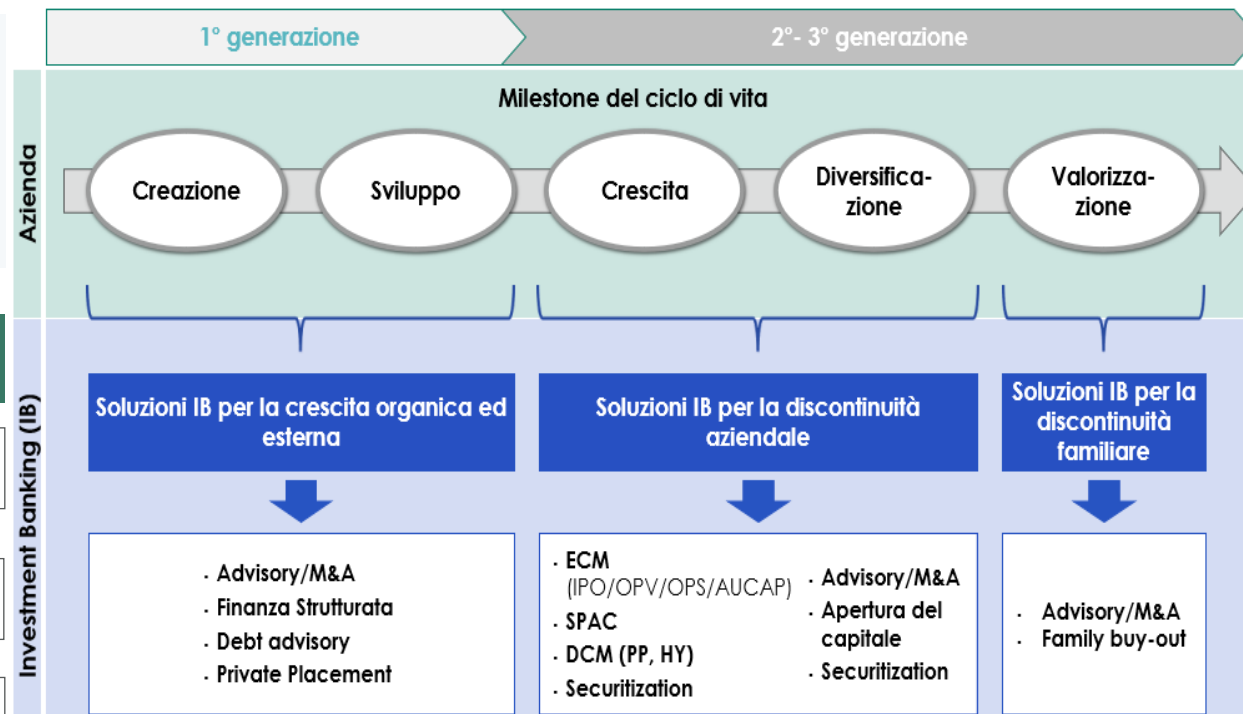 1° generazione
2°- 3° generazione
Azienda
Milestone del ciclo di vita
Creazione
Sviluppo
Crescita
Diversifica-
zione
Valorizza-
zione
Investment Banking (IB)
Soluzioni IB per la crescita organica ed
esterna
Soluzioni IB per la discontinuità
aziendale
Soluzioni IB per la
discontinuità
familiare
· Advisory/M&A
· Finanza Strutturata
· Debt advisory
· Private Placement
· ECM
(IPO/OPV/OPS/AUCAP)
· SPAC
· DCM (PP, HY)
· Securitization
· Advisory/M&A
· Apertura del
capitale
· Securitization
· Advisory/M&A
· Family buy-out